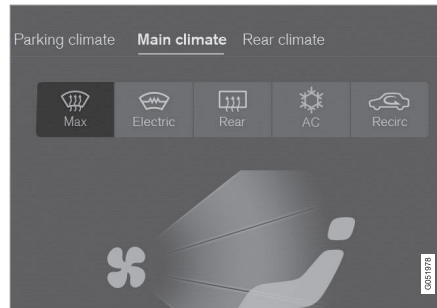 Parking climate Main climate Rear climate
Max Electric Rear AC Recirc
G051978